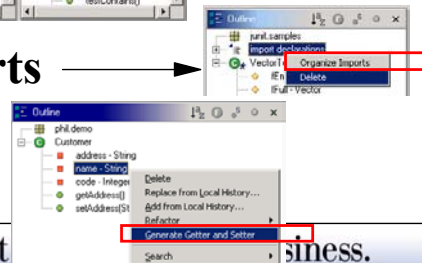 testContains()
Outline
junit.samples
import declarations
rts
VectorT
Organize Imports
fEm
Delete
fFull - Vector
Outline
phil.demo
Customer
address - String
name - String
code - Integer
Delete
getAddress()
Replace from Local History...
setAddress(St
Add from Local History...
Refactor
Generate Getter and Setter
t
siness.
Search